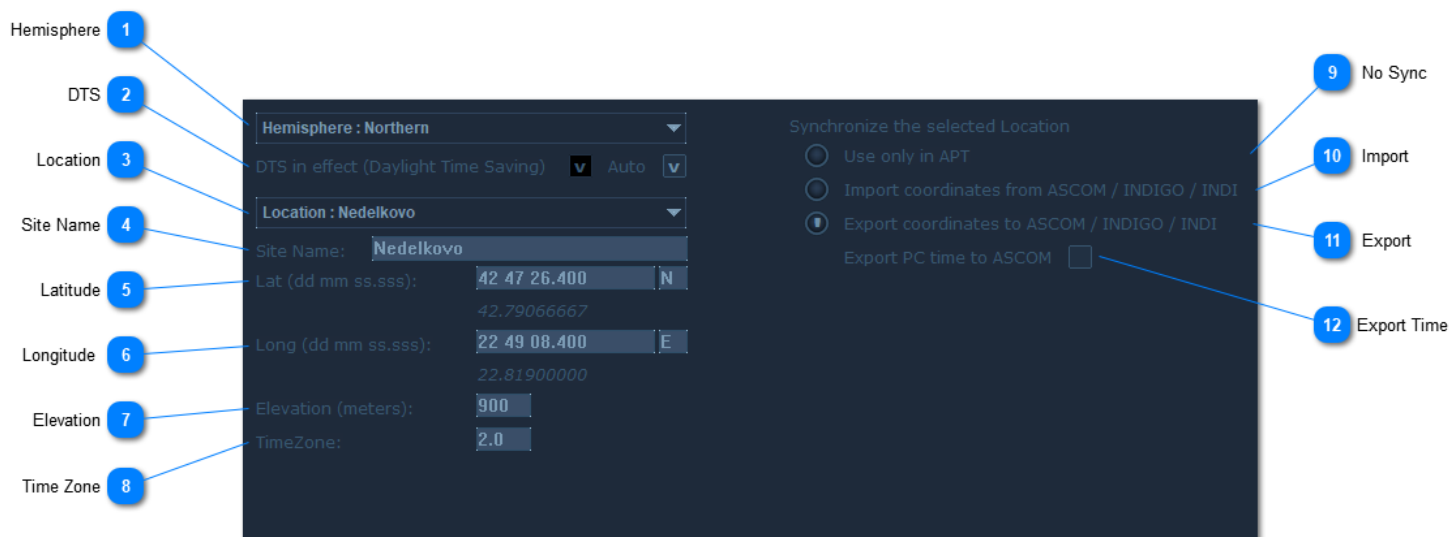 Hemisphere 1
DTS 2
Location 3
Site Name 4
Latitude 5
Longitude 6
Elevation 7
Time Zone 8
Hemisphere : Northern
DTS in effect (Daylight Time Saving) v Auto v
Location : Nedelkovo
Site Name: Nedelkovo
Lat (dd mm ss.sss): 42 47 26.400 N
42.79066667
Long (dd mm ss.sss): 22 49 08.400 E
22.81900000
Elevation (meters): 900
TimeZone: 2.0
Synchronize the selected Location
Use only in APT
Import coordinates from ASCOM / INDIGO / INDI
Export coordinates to ASCOM / INDIGO / INDI
Export PC time to ASCOM
9 No Sync
10 Import
11 Export
12 Export Time